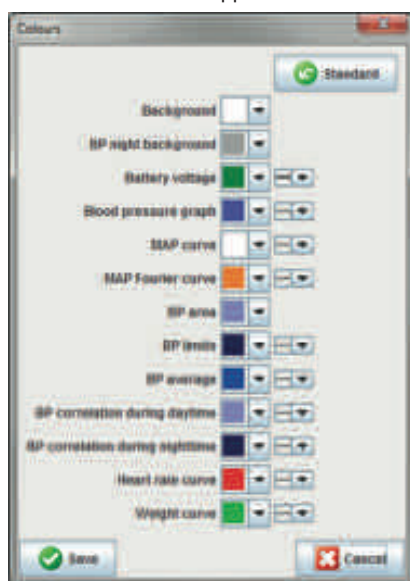 Colours
Standard
Background
BP night background
Battery voltage
Blood pressure graph
MAP curve
MAP Fourier curve
BP area
BP limits
BP average
BP correlation during daytime
BP correlation during nighttime
Heart rate curve
Weight curve
Save
Cancel